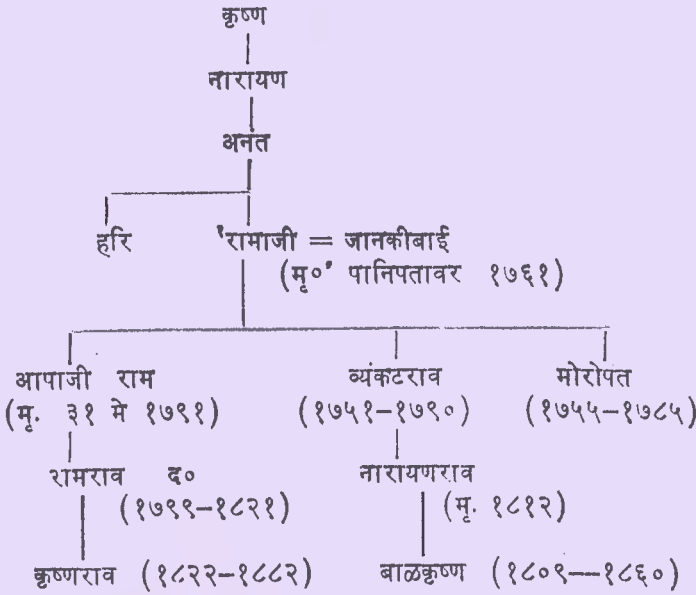 कृष्ण
नारायण
अनंत
हरि 'रामाजी = जानकीबाई
(मृ०' पानिपतावर १७६१)
आपाजी राम व्यंकटराव मोरोपत
(मृ. ३१ मे १७९१) (१७५१–१७९०) (१७५५–१७८५)
रामराव द० नारायणराव
(१७९९–१८२१) (मृ. १८१२)
कृष्णराव (१८२२–१८८२) बाळकृष्ण (१८०९––१८६०)